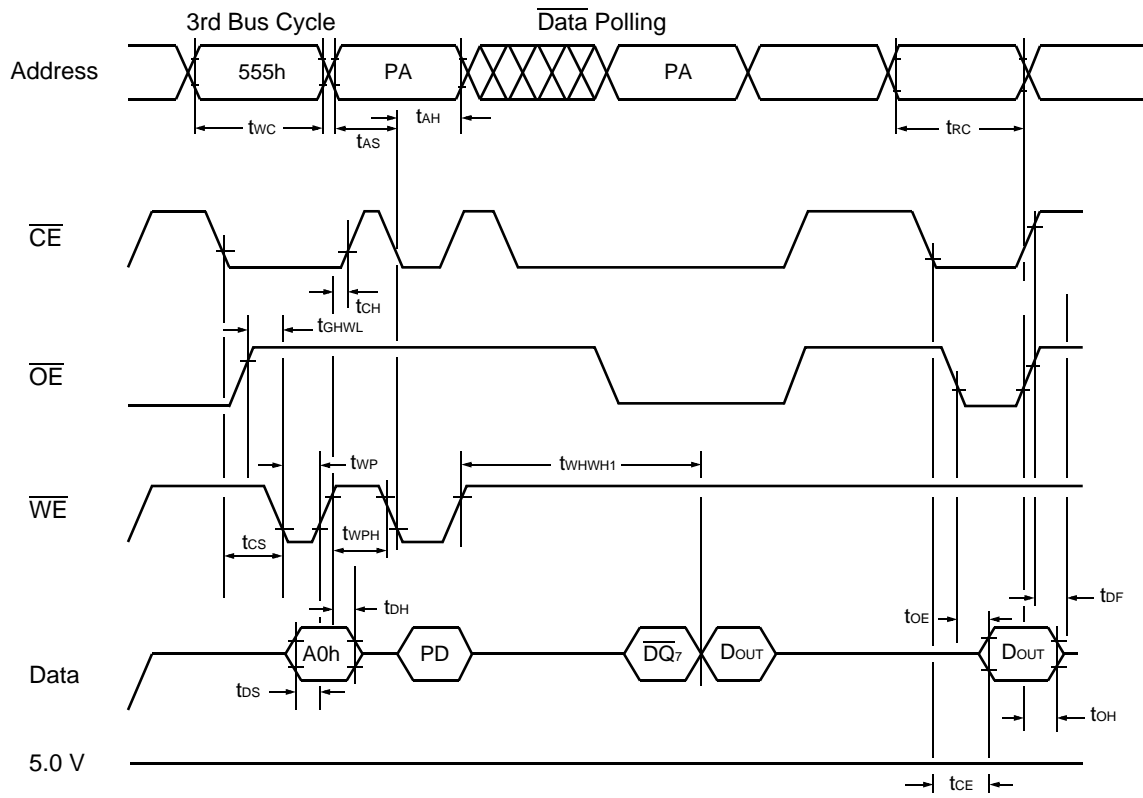 3rd Bus Cycle
Data Polling
Address
555h
PA
PA
tWC
tAS
tAH
tRC
CE
tCH
tGHWL
OE
tWP
tWHWH1
WE
tCS
tWPH
tDH
tOE
tDF
Data
A0h
PD
DQ7
DOUT
DOUT
tDS
tOH
5.0 V
tCE